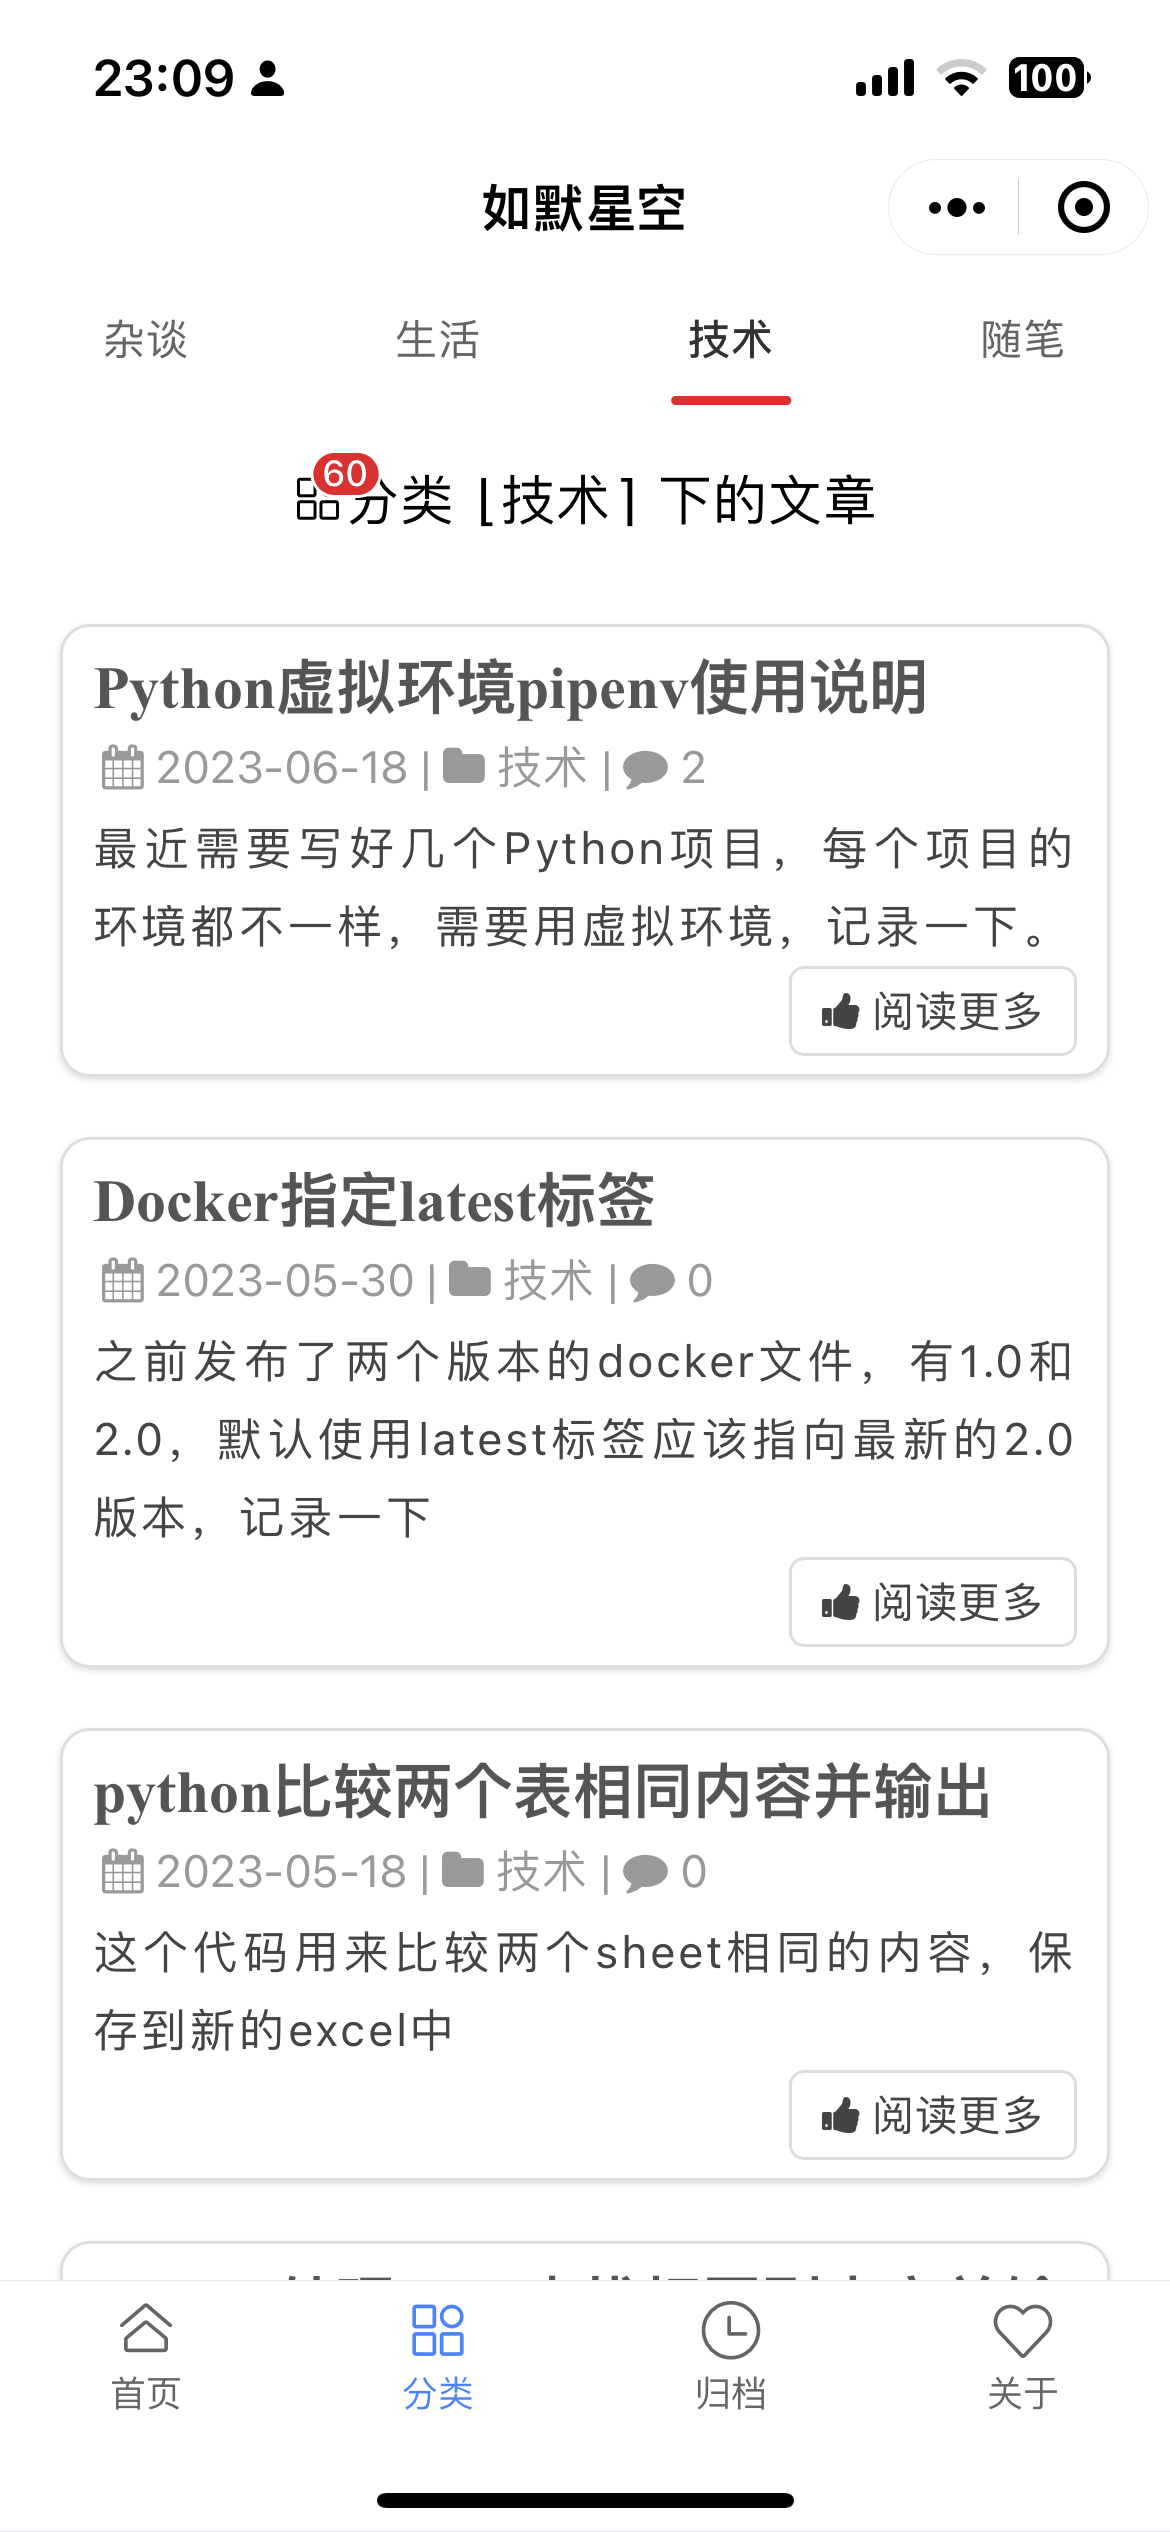 23:09
100
如默星空
杂谈 生活 技术 随笔
60
分类 ⌊技术⌉ 下的文章
Python虚拟环境pipenv使用说明
2023-06-18 | 技术 | 2
最近需要写好几个Python项目，每个项目的
环境都不一样，需要用虚拟环境，记录一下。
阅读更多
Docker指定latest标签
2023-05-30 | 技术 | 0
之前发布了两个版本的docker文件，有1.0和
2.0，默认使用latest标签应该指向最新的2.0
版本，记录一下
阅读更多
python比较两个表相同内容并输出
2023-05-18 | 技术 | 0
这个代码用来比较两个sheet相同的内容，保
存到新的excel中
阅读更多
首页 分类 归档 关于